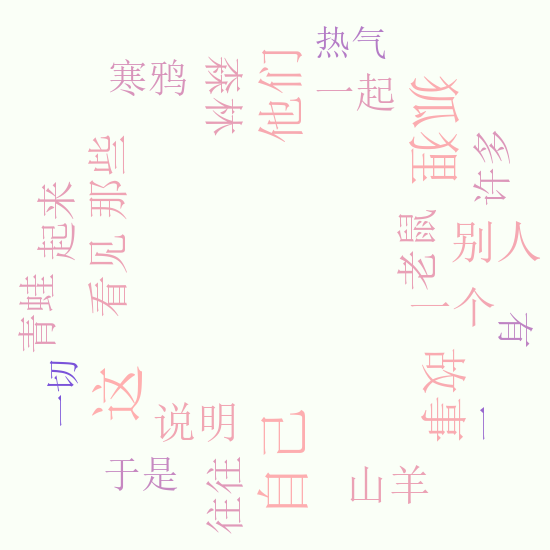 热气
寒鸦
森林
他们
一起
狐狸
许多
那些
起来
看见
老鼠
别人
一个
青蛙
有
一切
这
故事
一
说明
自己
于是
往往
山羊